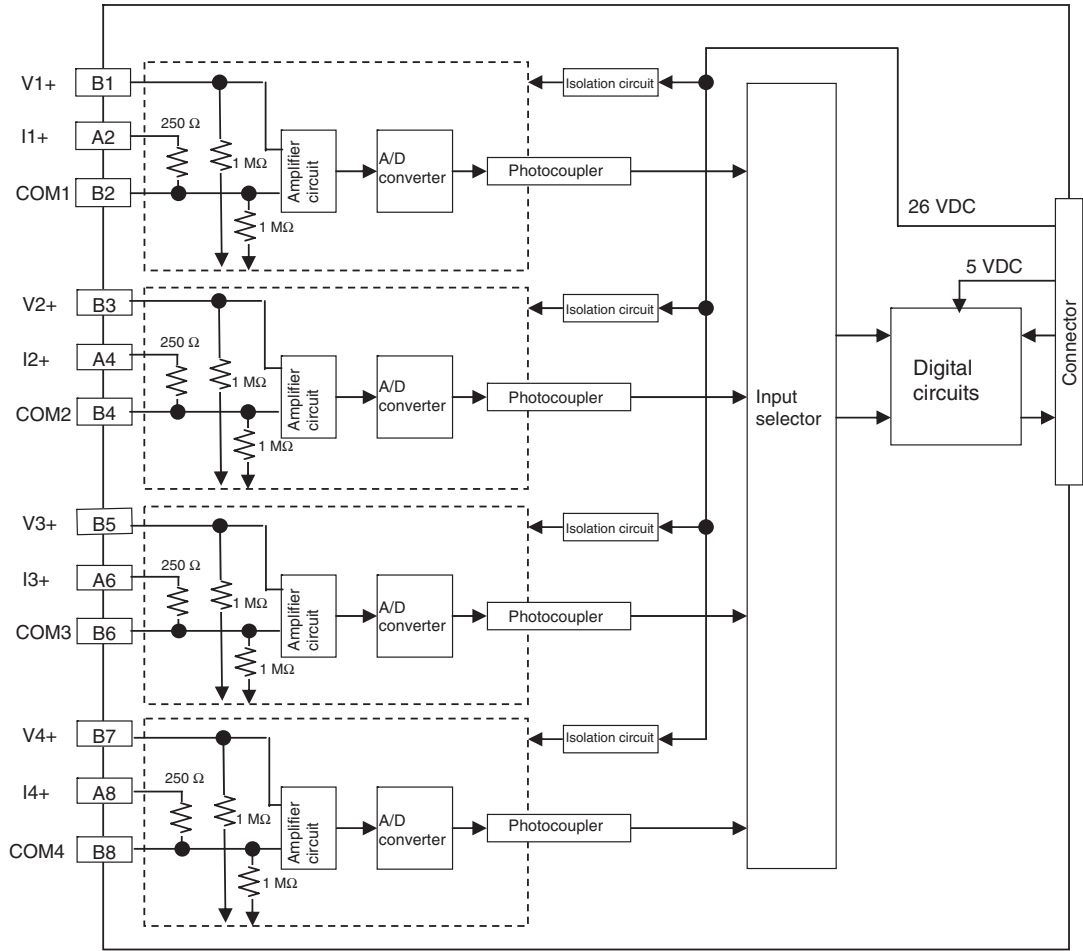 V1+ B1
Isolation circuit
I1+ A2
250 Ω
1 MΩ
Amplifier
circuit
A/D
converter
Photocoupler
COM1 B2
1 MΩ
26 VDC
5 VDC
V2+ B3
Isolation circuit
I2+ A4
250 Ω
1 MΩ
Amplifier
circuit
A/D
converter
Photocoupler
COM2 B4
1 MΩ
Input
selector
Digital
circuits
Connector
V3+ B5
Isolation circuit
I3+ A6
250 Ω
1 MΩ
Amplifier
circuit
A/D
converter
Photocoupler
COM3 B6
1 MΩ
V4+ B7
Isolation circuit
I4+ A8
250 Ω
1 MΩ
Amplifier
circuit
A/D
converter
Photocoupler
COM4 B8
1 MΩ